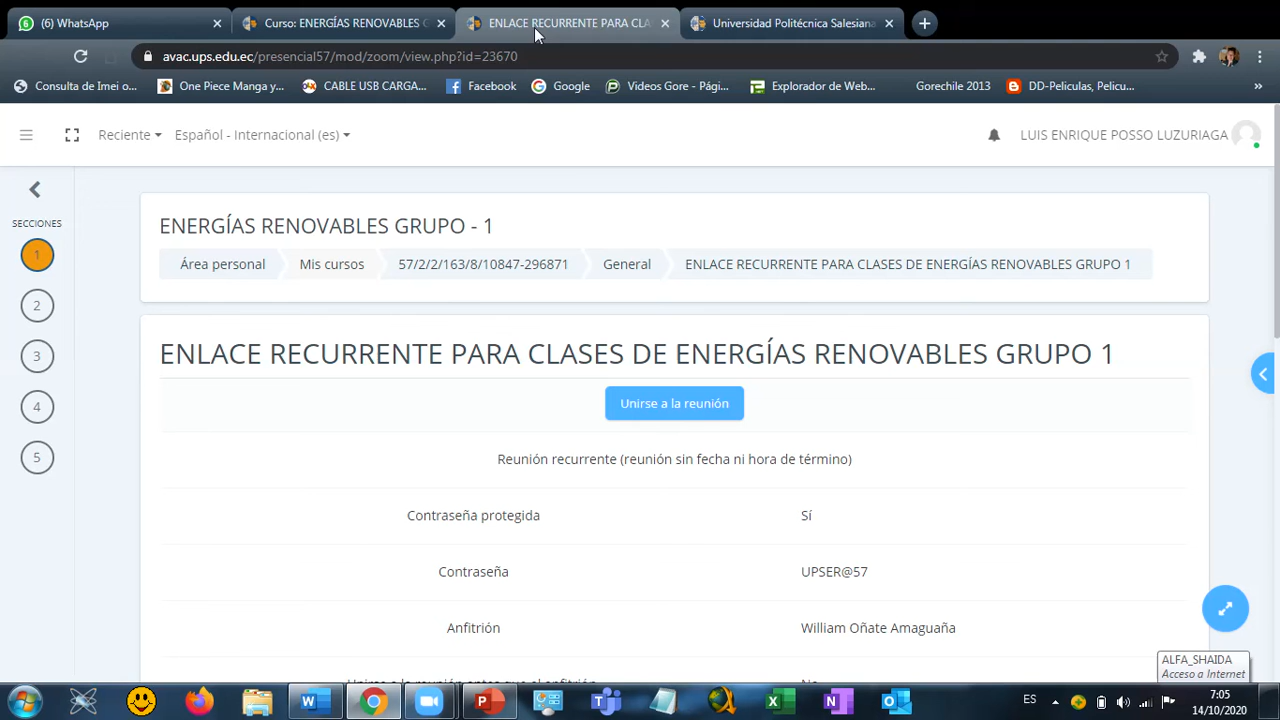 (6) WhatsApp
Curso: ENERGÍAS RENOVABLES G
ENLACE RECURRENTE PARA CLA
Universidad Politécnica Salesiana
avac.ups.edu.ec/presencial57/mod/zoom/view.php?id=23670
Consulta de Imei o...
One Piece Manga y...
CABLE USB CARGA...
Facebook
Google
Videos Gore - Pági...
Explorador de Web...
Gorechile 2013
DD-Peliculas, Pelicu...
»
Reciente
Español - Internacional (es)
LUIS ENRIQUE POSSO LUZURIAGA
SECCIONES
1
2
3
4
5
ENERGÍAS RENOVABLES GRUPO - 1
Área personal
Mis cursos
57/2/2/163/8/10847-296871
General
ENLACE RECURRENTE PARA CLASES DE ENERGÍAS RENOVABLES GRUPO 1
ENLACE RECURRENTE PARA CLASES DE ENERGÍAS RENOVABLES GRUPO 1
Unirse a la reunión
Reunión recurrente (reunión sin fecha ni hora de término)
Contraseña protegida Sí
Contraseña UPSER@57
Anfitrión William Oñate Amaguaña
ALFA_SHAIDA
Acceso a Internet
ES
7:05
14/10/2020